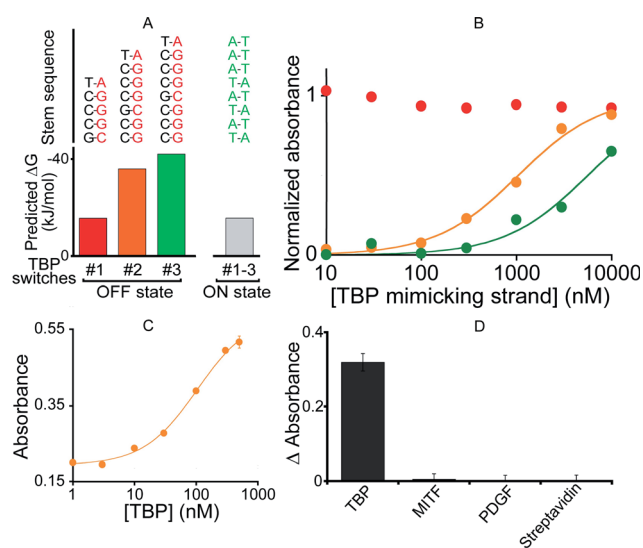 A
Stem sequence
T-A A-T
T-A C-G A-T
C-G C-G A-T
T-A C-G C-G T-A
C-G C-G G-C A-T
C-G G-C C-G T-A
C-G C-G C-G A-T
G-C C-G C-G T-A
Predicted ΔG
(kJ/mol)
-40
0
TBP
switches
#1 #2 #3 #1-3
OFF state ON state
B
Normalized absorbance
1
0
10 100 1000 10000
[TBP mimicking strand] (nM)
C
Absorbance
0.55
0.35
0.15
1 10 100 1000
[TBP] (nM)
D
Δ Absorbance
0.4
0.2
0
TBP
MITF
PDGF
Streptavidin